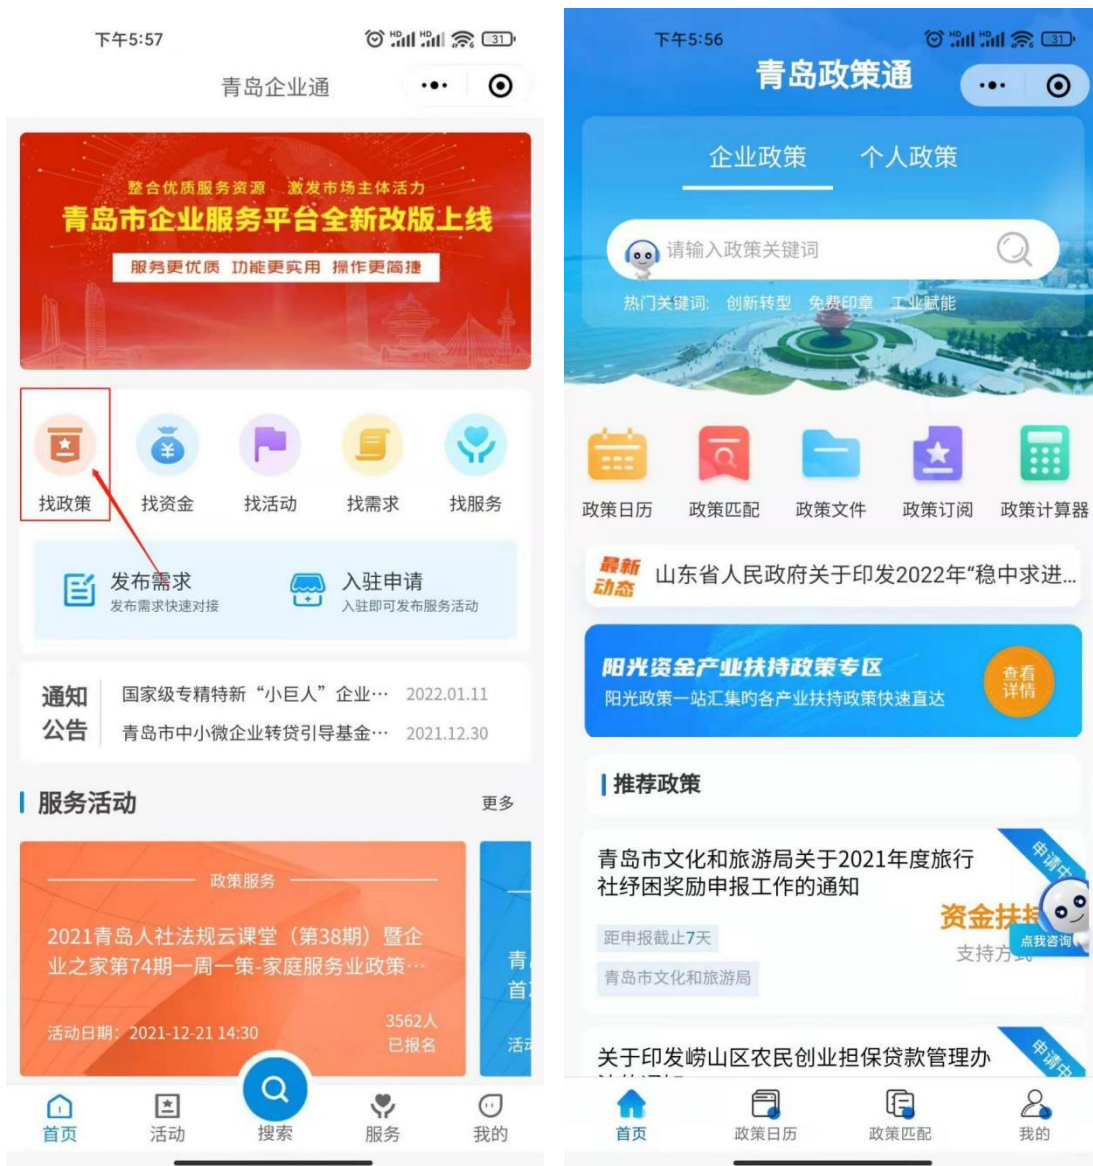 下午5:57
31
青岛企业通
整合优质服务资源 激发市场主体活力
青岛市企业服务平台全新改版上线
服务更优质 功能更实用 操作更简捷
找政策 找资金 找活动 找需求 找服务
发布需求
发布需求快速对接
入驻申请
入驻即可发布服务活动
通知公告
国家级专精特新“小巨人”企业… 2022.01.11
青岛市中小微企业转贷引导基金… 2021.12.30
服务活动 更多
政策服务
2021青岛人社法规云课堂（第38期）暨企
业之家第74期一周一策-家庭服务业政策…
活动日期：2021-12-21 14:30
3562人
已报名
青
首
活
首页 活动 搜索 服务 我的
下午5:56
31
青岛政策通
企业政策 个人政策
请输入政策关键词
热门关键词: 创新转型 免费印章 工业赋能
政策日历 政策匹配 政策文件 政策订阅 政策计算器
最新动态
山东省人民政府关于印发2022年“稳中求进...
阳光资金产业扶持政策专区
阳光政策一站汇集旳各产业扶持政策快速直达
查看
详情
推荐政策
青岛市文化和旅游局关于2021年度旅行
社纾困奖励申报工作的通知
申请中
资金扶持
支持方
点我咨询
距申报截止7天
青岛市文化和旅游局
关于印发崂山区农民创业担保贷款管理办
申请中
首页 政策日历 政策匹配 我的